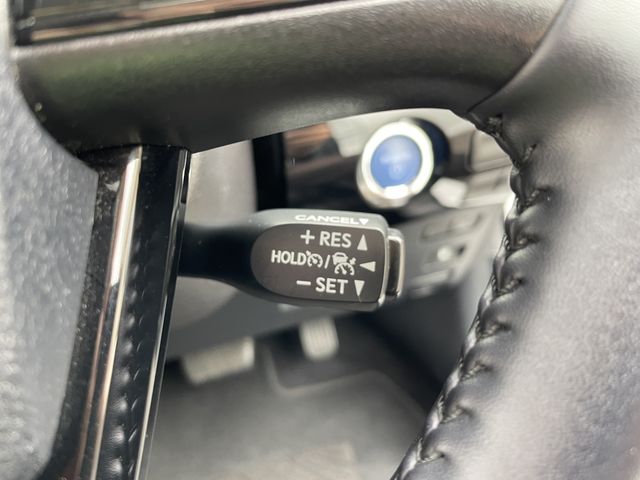 CANCEL
+ RES
HOLD /
− SET